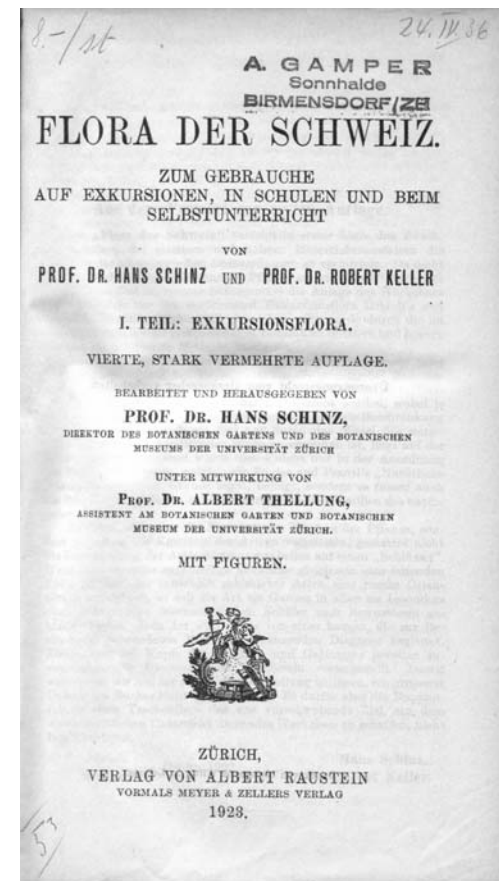 8.-/st
24.IV.36
A. GAMPER
Sonnhalde
BIRMENSDORF/ZH
FLORA DER SCHWEIZ.
ZUM GEBRAUCHE
AUF EXKURSIONEN, IN SCHULEN UND BEIM
SELBSTUNTERRICHT
VON
PROF. DR. HANS SCHINZ UND PROF. DR. ROBERT KELLER
I. TEIL: EXKURSIONSFLORA.
VIERTE, STARK VERMEHRTE AUFLAGE.
BEARBEITET UND HERAUSGEGEBEN VON
PROF. DR. HANS SCHINZ,
DIREKTOR DES BOTANISCHEN GARTENS UND DES BOTANISCHEN
MUSEUMS DER UNIVERSITÄT ZÜRICH
UNTER MITWIRKUNG VON
PROF. DR. ALBERT THELLUNG,
ASSISTENT AM BOTANISCHEN GARTEN UND BOTANISCHEN
MUSEUM DER UNIVERSITÄT ZÜRICH.
MIT FIGUREN.
ZÜRICH,
VERLAG VON ALBERT RAUSTEIN
VORMALS MEYER & ZELLERS VERLAG
1923.